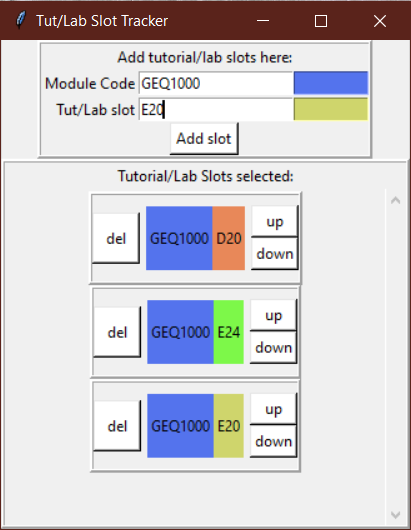 Tut/Lab Slot Tracker
Add tutorial/lab slots here:
Module Code GEQ1000
Tut/Lab slot E20
Add slot
Tutorial/Lab Slots selected:
del GEQ1000 D20 up
down
del GEQ1000 E24 up
down
del GEQ1000 E20 up
down